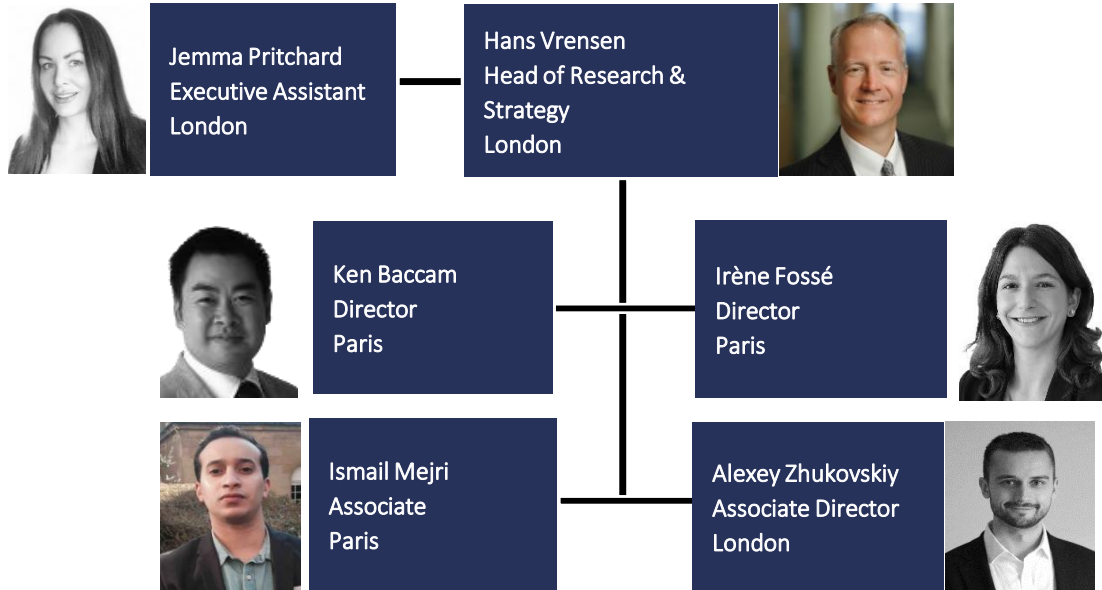 Jemma Pritchard
Executive Assistant
London
Hans Vrensen
Head of Research &
Strategy
London
Ken Baccam
Director
Paris
Irène Fossé
Director
Paris
Ismail Mejri
Associate
Paris
Alexey Zhukovskiy
Associate Director
London